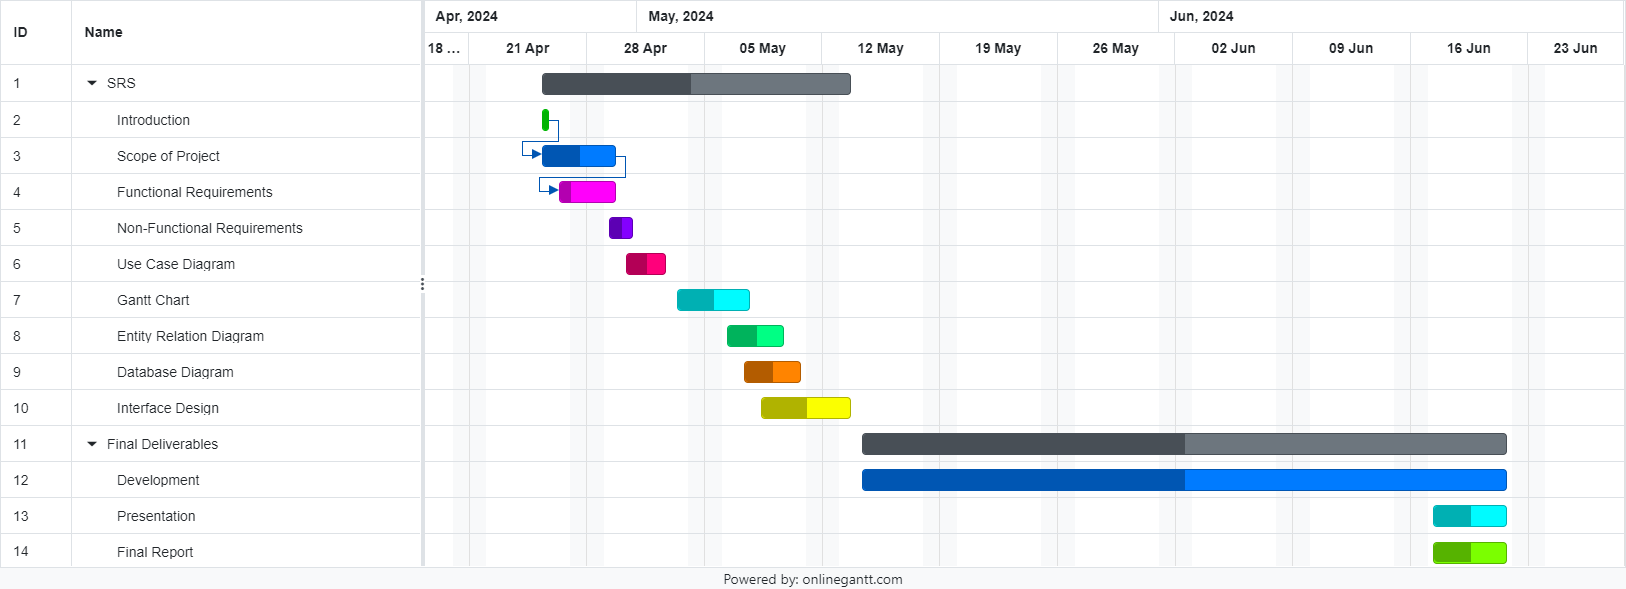 ID Name Apr, 2024 May, 2024 Jun, 2024
18 ... 21 Apr 28 Apr 05 May 12 May 19 May 26 May 02 Jun 09 Jun 16 Jun 23 Jun
1 SRS
2 Introduction
3 Scope of Project
4 Functional Requirements
5 Non-Functional Requirements
6 Use Case Diagram
7 Gantt Chart
8 Entity Relation Diagram
9 Database Diagram
10 Interface Design
11 Final Deliverables
12 Development
13 Presentation
14 Final Report
Powered by: onlinegantt.com